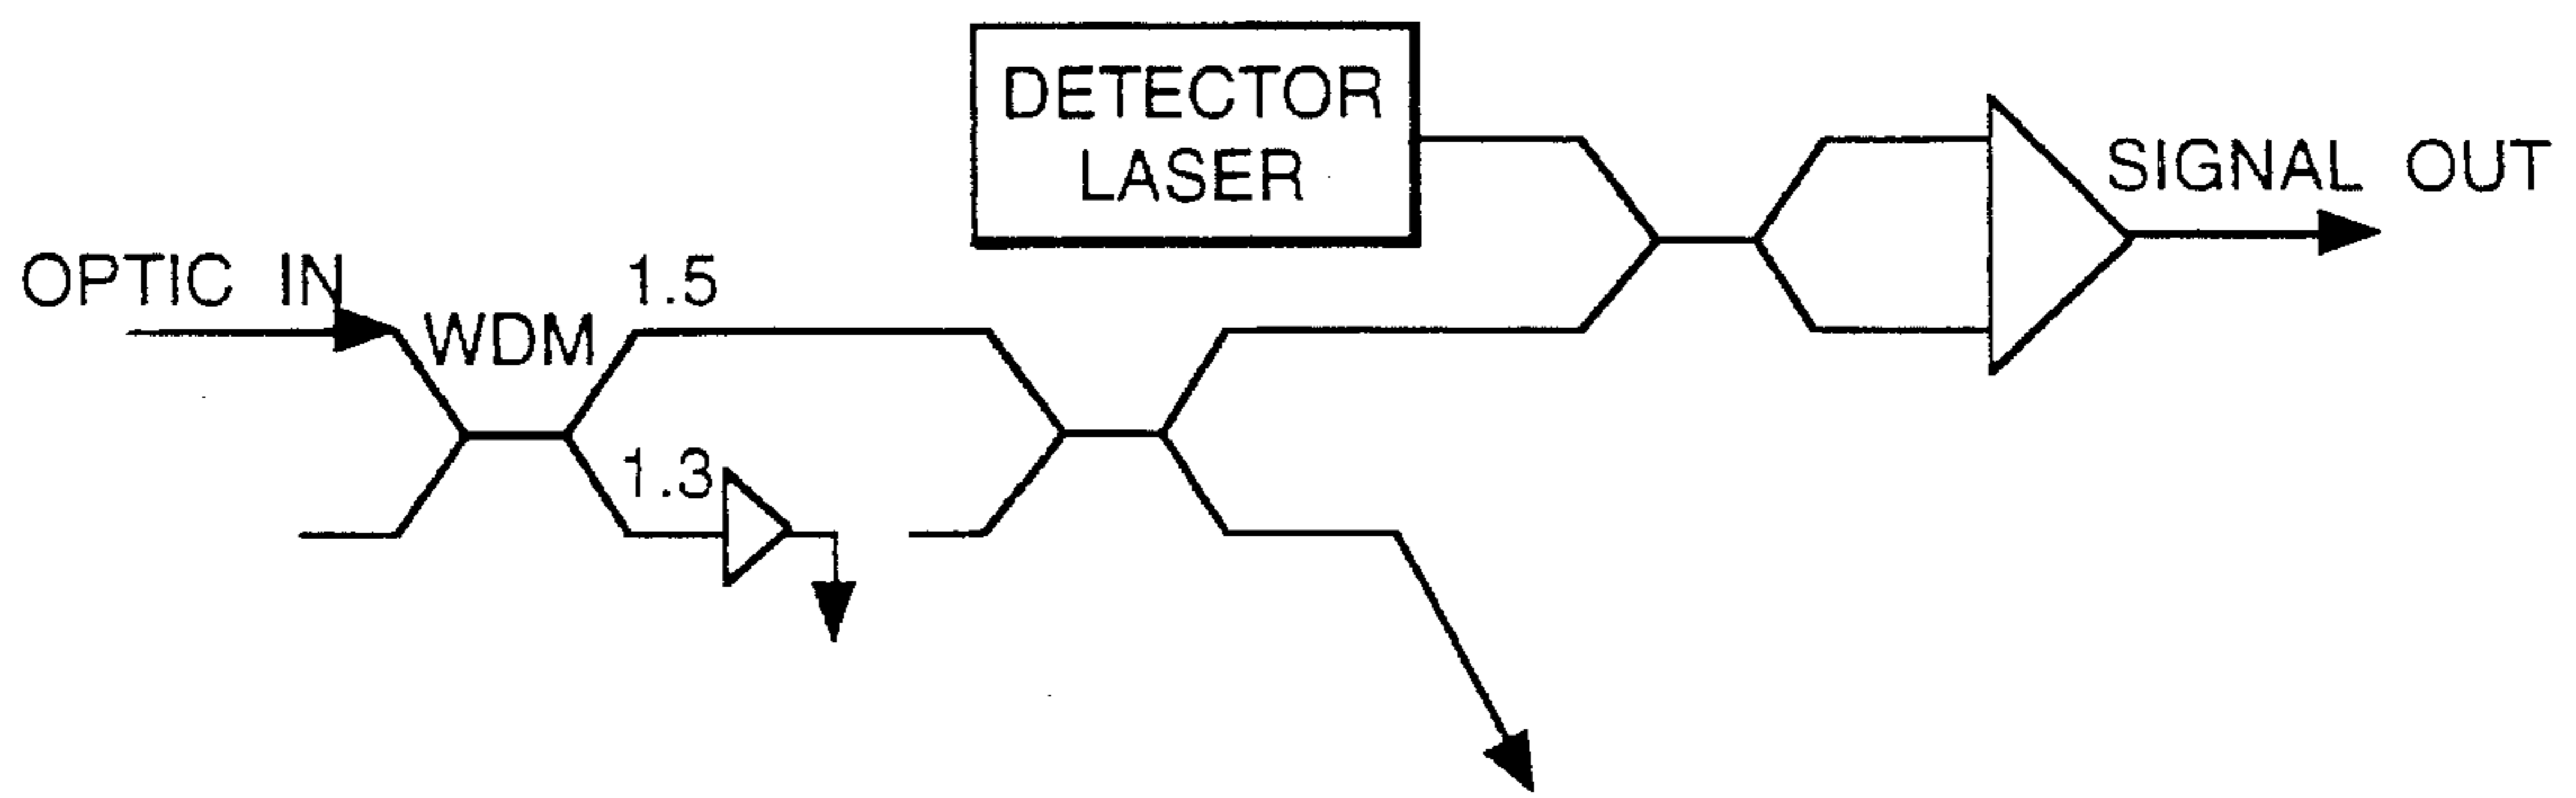 DETECTOR
LASER
SIGNAL OUT
OPTIC IN
WDM
1.5
1.3